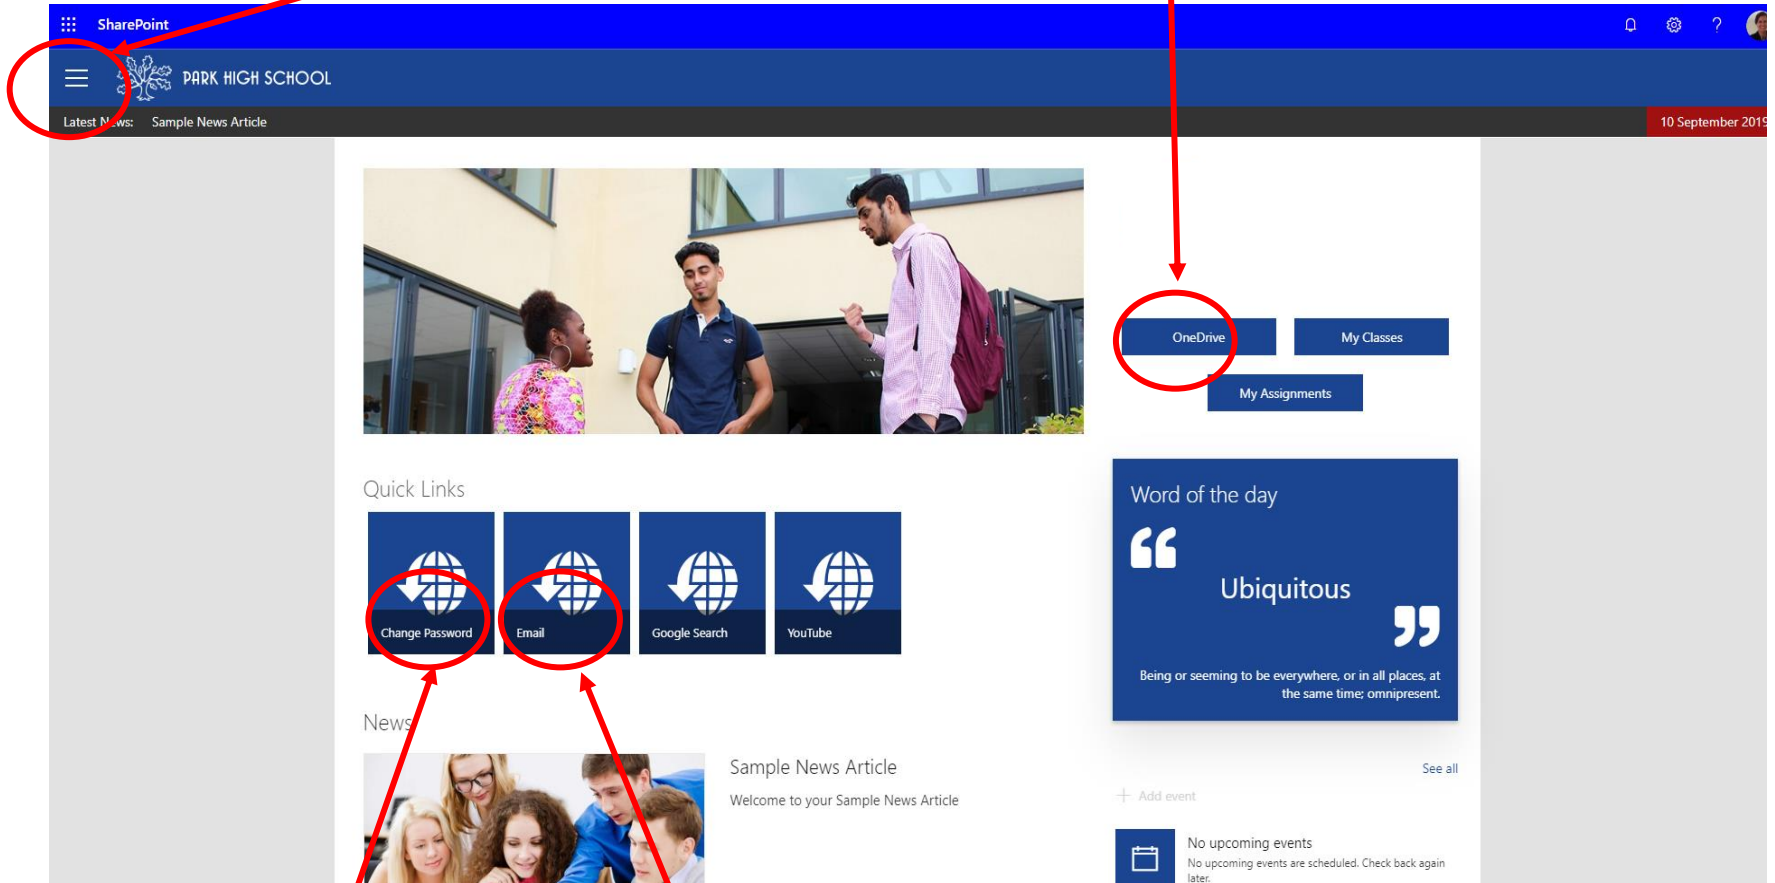 SharePoint
?
PARK HIGH SCHOOL
Latest News: Sample News Article
10 September 2019
OneDrive
My Classes
My Assignments
Quick Links
Change Password
Email
Google Search
YouTube
Word of the day
“
Ubiquitous
”
Being or seeming to be everywhere, or in all places, at
the same time; omnipresent.
News
Sample News Article
Welcome to your Sample News Article
See all
+ Add event
No upcoming events
No upcoming events are scheduled. Check back again
later.